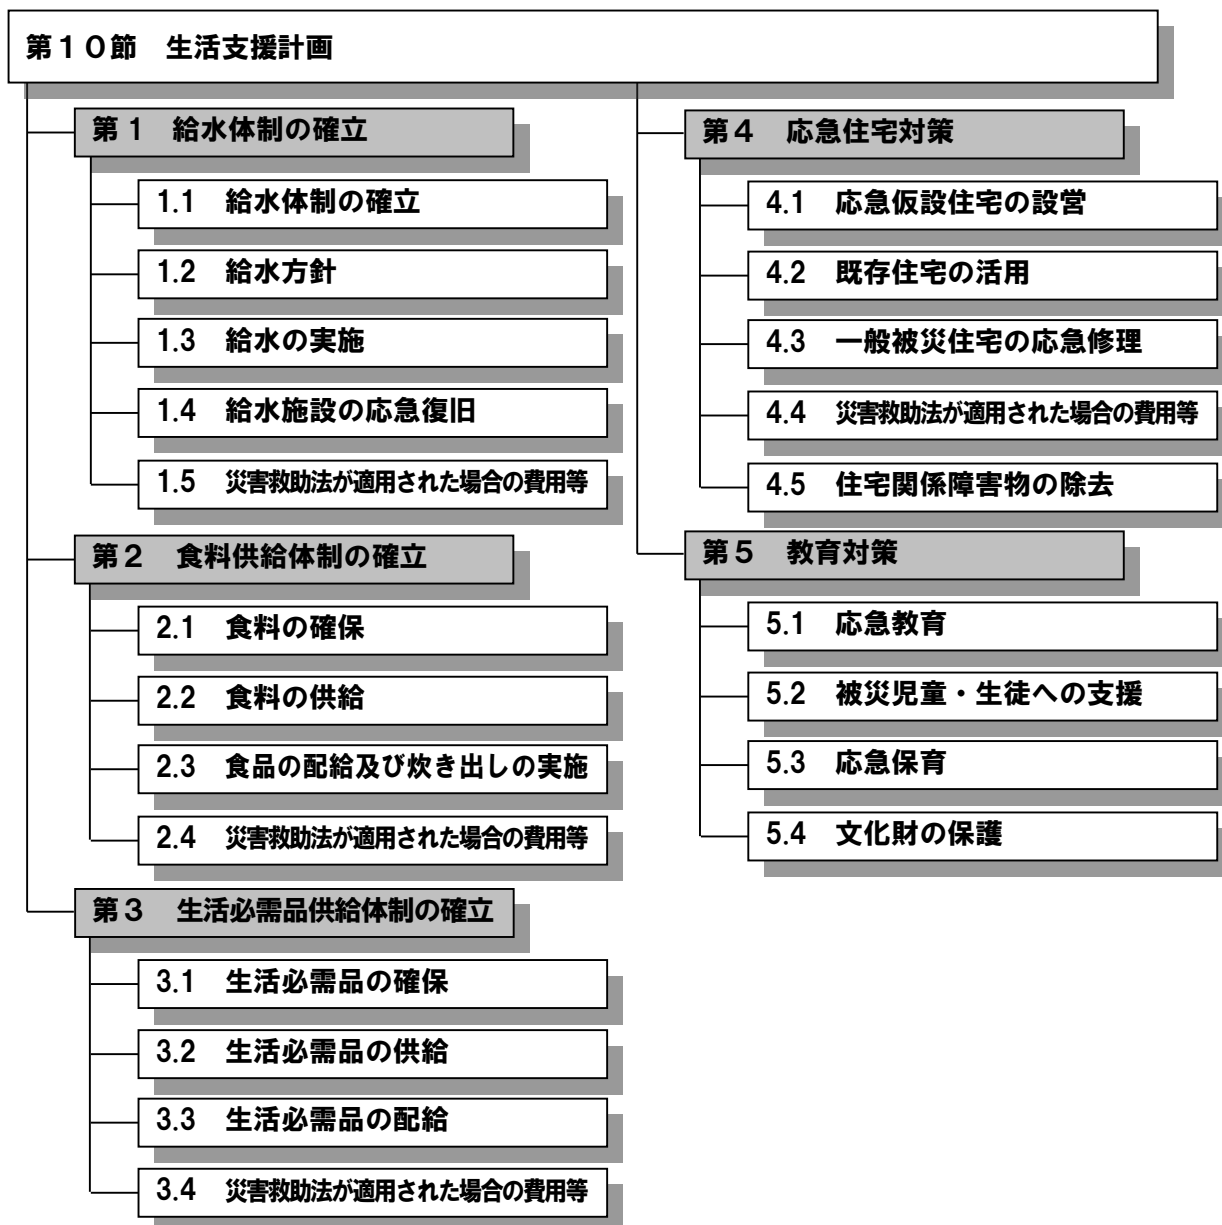 第１０節　生活支援計画
第１　給水体制の確立
1.1　給水体制の確立
1.2　給水方針
1.3　給水の実施
1.4　給水施設の応急復旧
1.5　災害救助法が適用された場合の費用等
第２　食料供給体制の確立
2.1　食料の確保
2.2　食料の供給
2.3　食品の配給及び炊き出しの実施
2.4　災害救助法が適用された場合の費用等
第３　生活必需品供給体制の確立
3.1　生活必需品の確保
3.2　生活必需品の供給
3.3　生活必需品の配給
3.4　災害救助法が適用された場合の費用等
第４　応急住宅対策
4.1　応急仮設住宅の設営
4.2　既存住宅の活用
4.3　一般被災住宅の応急修理
4.4　災害救助法が適用された場合の費用等
4.5　住宅関係障害物の除去
第５　教育対策
5.1　応急教育
5.2　被災児童・生徒への支援
5.3　応急保育
5.4　文化財の保護